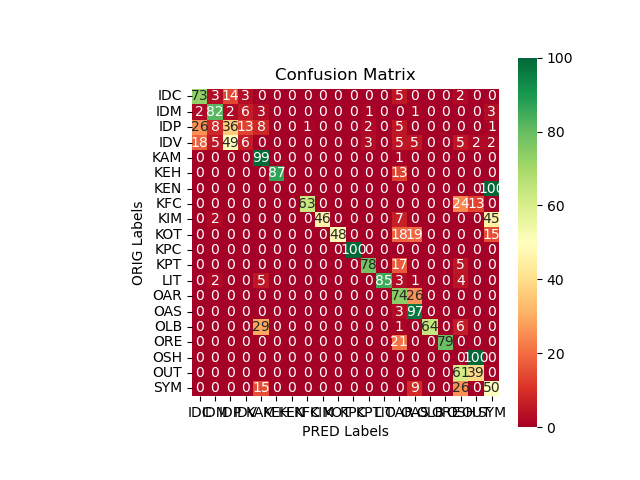 Confusion Matrix
100
80
60
40
20
0
ORIG Labels
IDC 73 3 14 3 0 0 0 0 0 0 0 0 0 5 0 0 0 2 0 0
IDM 2 82 2 6 3 0 0 0 0 0 0 1 0 0 1 0 0 0 0 3
IDP 26 8 36 13 8 0 0 1 0 0 0 2 0 5 0 0 0 0 0 1
IDV 18 5 49 6 0 0 0 0 0 0 0 3 0 5 5 0 0 5 2 2
KAM 0 0 0 0 99 0 0 0 0 0 0 0 0 1 0 0 0 0 0 0
KEH 0 0 0 0 0 87 0 0 0 0 0 0 0 13 0 0 0 0 0 0
KEN 0 0 0 0 0 0 0 0 0 0 0 0 0 0 0 0 0 0 0 100
KFC 0 0 0 0 0 0 0 63 0 0 0 0 0 0 0 0 0 24 13 0
KIM 0 2 0 0 0 0 0 0 46 0 0 0 0 7 0 0 0 0 0 45
KOT 0 0 0 0 0 0 0 0 0 48 0 0 0 18 19 0 0 0 0 15
KPC 0 0 0 0 0 0 0 0 0 0 100 0 0 0 0 0 0 0 0 0
KPT 0 0 0 0 0 0 0 0 0 0 0 78 0 17 0 0 0 5 0 0
LIT 0 2 0 0 5 0 0 0 0 0 0 0 85 3 1 0 0 4 0 0
OAR 0 0 0 0 0 0 0 0 0 0 0 0 0 74 26 0 0 0 0 0
OAS 0 0 0 0 0 0 0 0 0 0 0 0 0 3 97 0 0 0 0 0
OLB 0 0 0 0 29 0 0 0 0 0 0 0 0 1 0 64 0 6 0 0
ORE 0 0 0 0 0 0 0 0 0 0 0 0 0 21 0 0 79 0 0 0
OSH 0 0 0 0 0 0 0 0 0 0 0 0 0 0 0 0 0 0 100 0
OUT 0 0 0 0 0 0 0 0 0 0 0 0 0 0 0 0 0 61 39 0
SYM 0 0 0 0 15 0 0 0 0 0 0 0 0 0 9 0 0 26 0 50
IDC IDM IDP IDV KAM KEH KEN KFC KIM KOT KPC KPT LIT OAR OAS OLB ORE OSH OUT SYM
PRED Labels